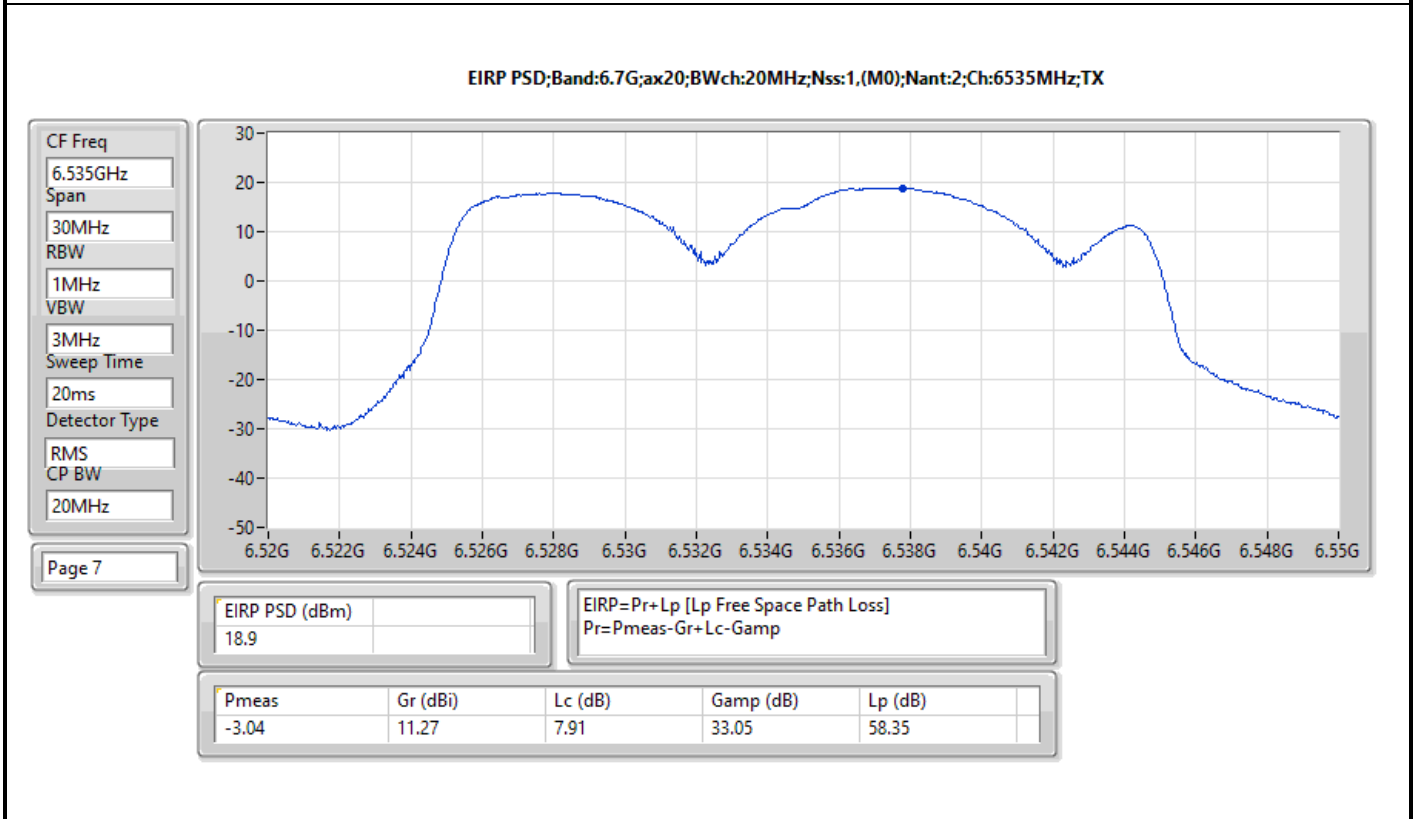 EIRP PSD;Band:6.7G;ax20;BWch:20MHz;Nss:1,(M0);Nant:2;Ch:6535MHz;TX
CF Freq
6.535GHz
Span
30MHz
RBW
1MHz
VBW
3MHz
Sweep Time
20ms
Detector Type
RMS
CP BW
20MHz
Page 7
30
20
10
0
-10
-20
-30
-40
-50
6.52G 6.522G 6.524G 6.526G 6.528G 6.53G 6.532G 6.534G 6.536G 6.538G 6.54G 6.542G 6.544G 6.546G 6.548G 6.55G
EIRP PSD (dBm)
18.9
EIRP=Pr+Lp [Lp Free Space Path Loss]
Pr=Pmeas-Gr+Lc-Gamp
Pmeas Gr (dBi) Lc (dB) Gamp (dB) Lp (dB)
-3.04 11.27 7.91 33.05 58.35